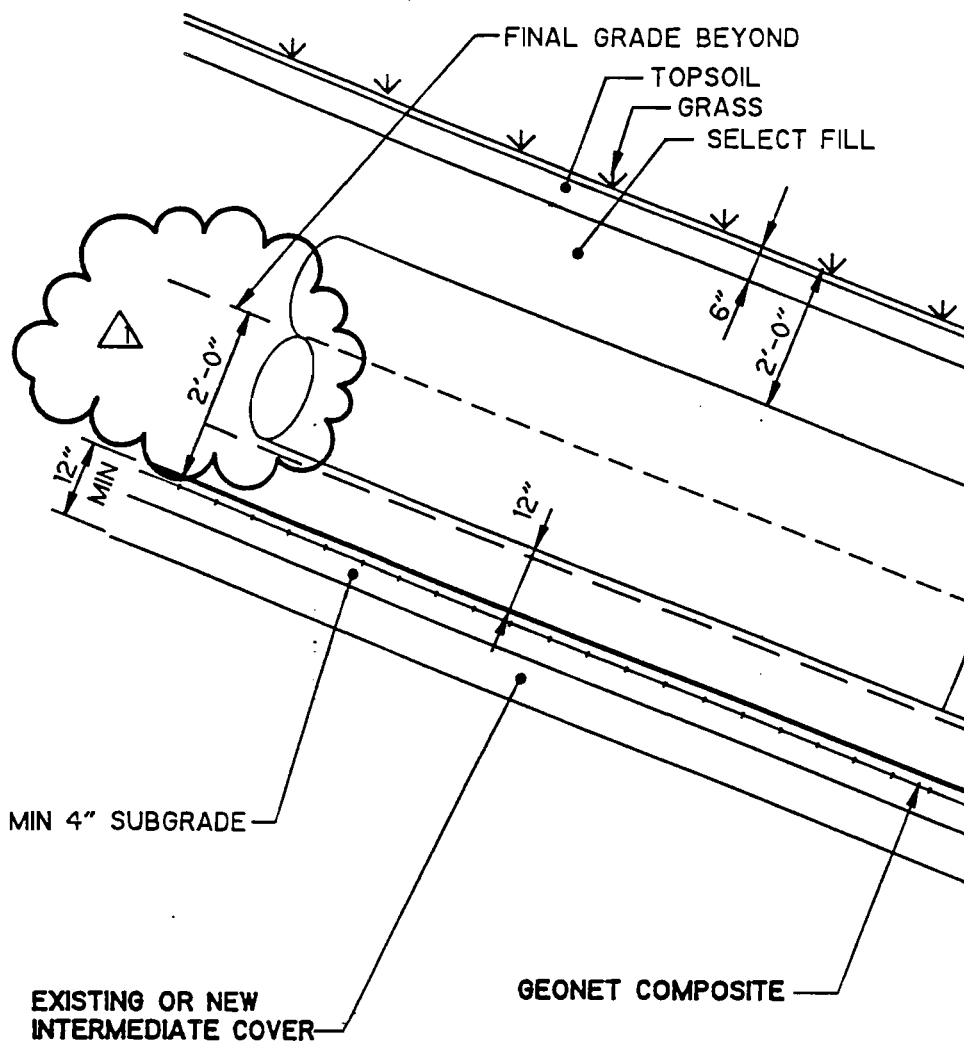 FINAL GRADE BEYOND
TOPSOIL
GRASS
SELECT FILL
6"
2'-0"
1
2'-0"
12"
MIN
12"
MIN 4" SUBGRADE
EXISTING OR NEW
INTERMEDIATE COVER
GEONET COMPOSITE